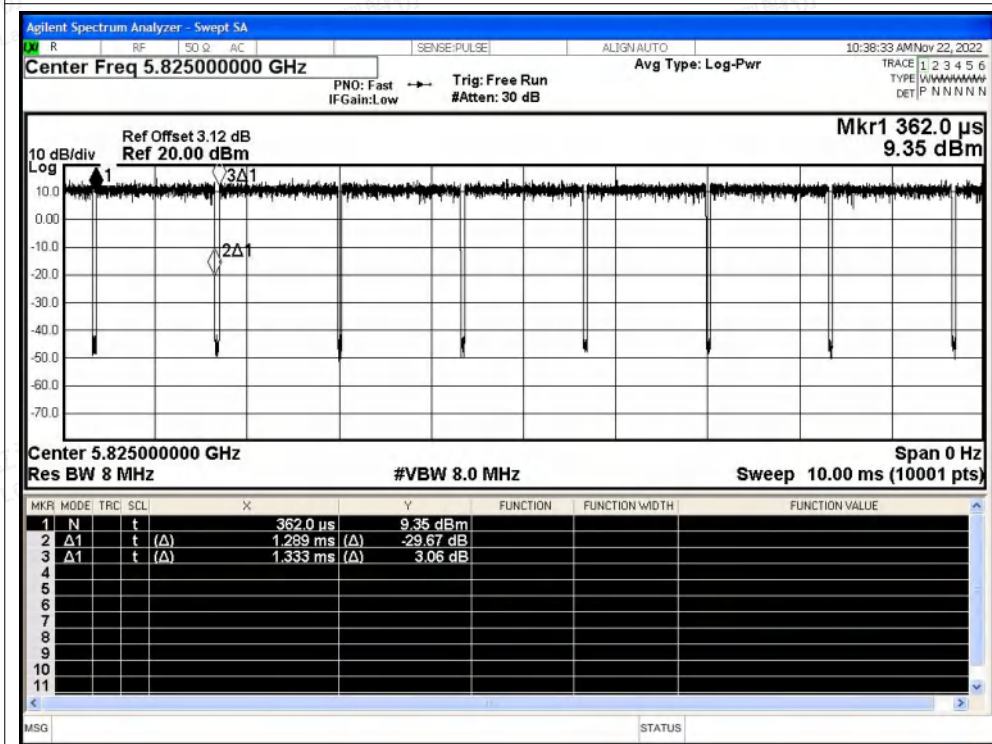 Agilent Spectrum Analyzer - Swept SA
LXI R RF 50 Ω AC SENSE:PULSE ALIGN AUTO 10:38:33 AM Nov 22, 2022
Center Freq 5.825000000 GHz
PNO: Fast
IFGain:Low
Trig: Free Run
#Atten: 30 dB
Avg Type: Log-Pwr
TRACE 1 2 3 4 5 6
TYPE WWWWWW
DET P N N N N N
Mkr1 362.0 µs
9.35 dBm
Ref Offset 3.12 dB
10 dB/div Ref 20.00 dBm
Log
1
3Δ1
2Δ1
10.0
0.00
-10.0
-20.0
-30.0
-40.0
-50.0
-60.0
-70.0
Center 5.825000000 GHz Span 0 Hz
Res BW 8 MHz #VBW 8.0 MHz Sweep 10.00 ms (10001 pts)
MKR MODE TRC SCL X Y FUNCTION FUNCTION WIDTH FUNCTION VALUE
1 N t 362.0 µs 9.35 dBm
2 Δ1 t (Δ) 1.289 ms (Δ) -29.67 dB
3 Δ1 t (Δ) 1.333 ms (Δ) 3.06 dB
4
5
6
7
8
9
10
11
MSG STATUS